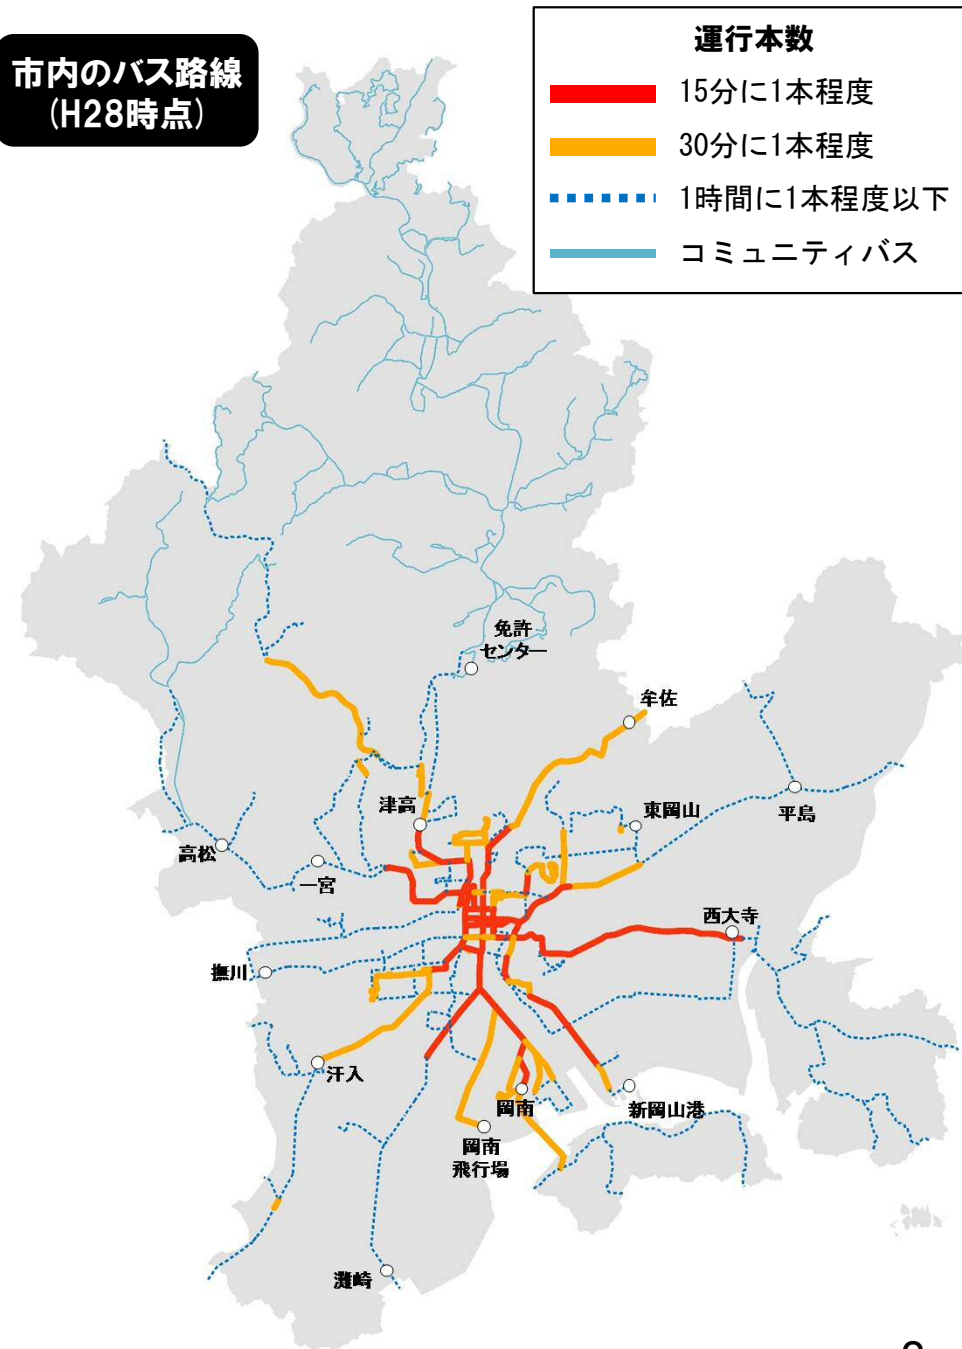 市内のバス路線
(H28時点)
運行本数
15分に1本程度
30分に1本程度
1時間に1本程度以下
コミュニティバス
免許
センター
牟佐
津高
東岡山
平島
高松
一宮
西大寺
撫川
汗入
岡南
新岡山港
岡南
飛行場
灘崎